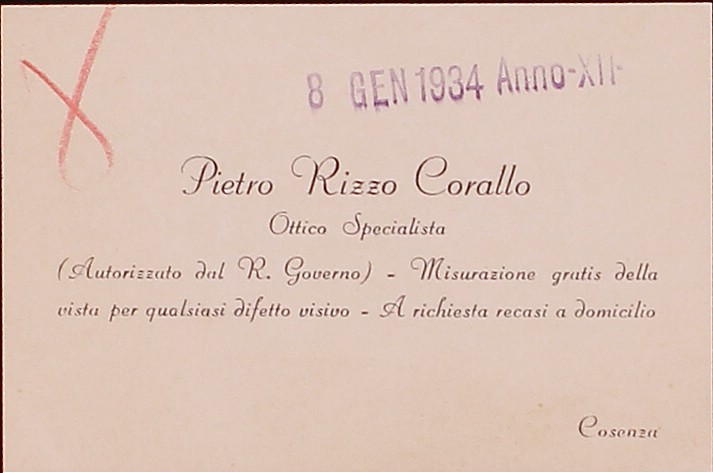 8 GEN 1934 Anno-XII-
Pietro Rizzo Corallo
Ottico Specialista
(Autorizzato dal R. Governo) - Misurazione gratis della
vista per qualsiasi difetto visivo - A richiesta recasi a domicilio
Cosenza